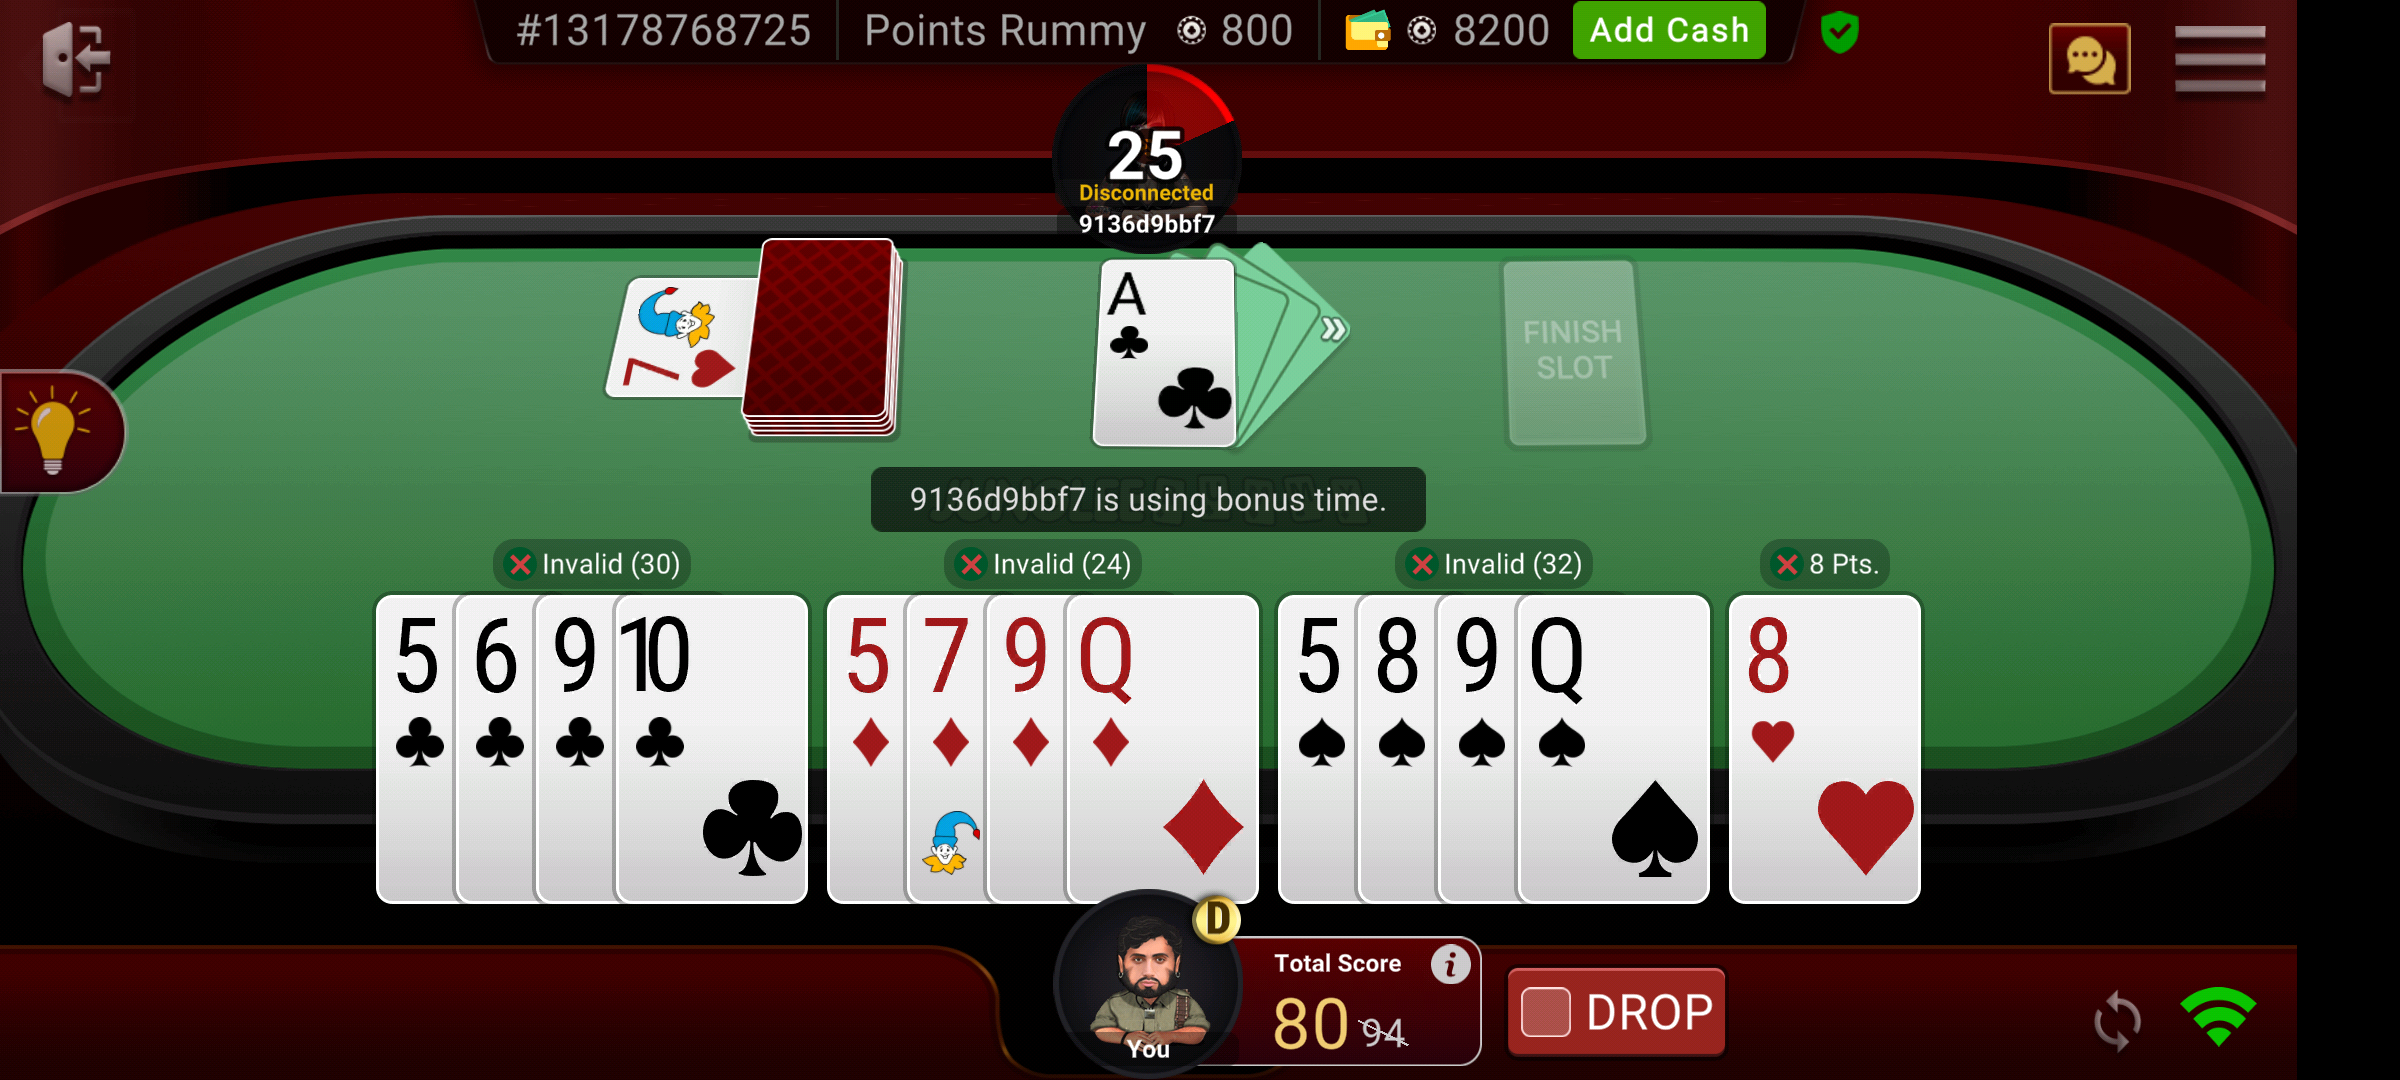 #13178768725
Points Rummy 800
8200
Add Cash
25
Disconnected
9136d9bbf7
7
A
FINISH
SLOT
9136d9bbf7 is using bonus time.
Invalid (30)
Invalid (24)
Invalid (32)
8 Pts.
5 6 9 10
5 7 9 Q
5 8 9 Q
8
D
Total Score
i
80 94
You
DROP